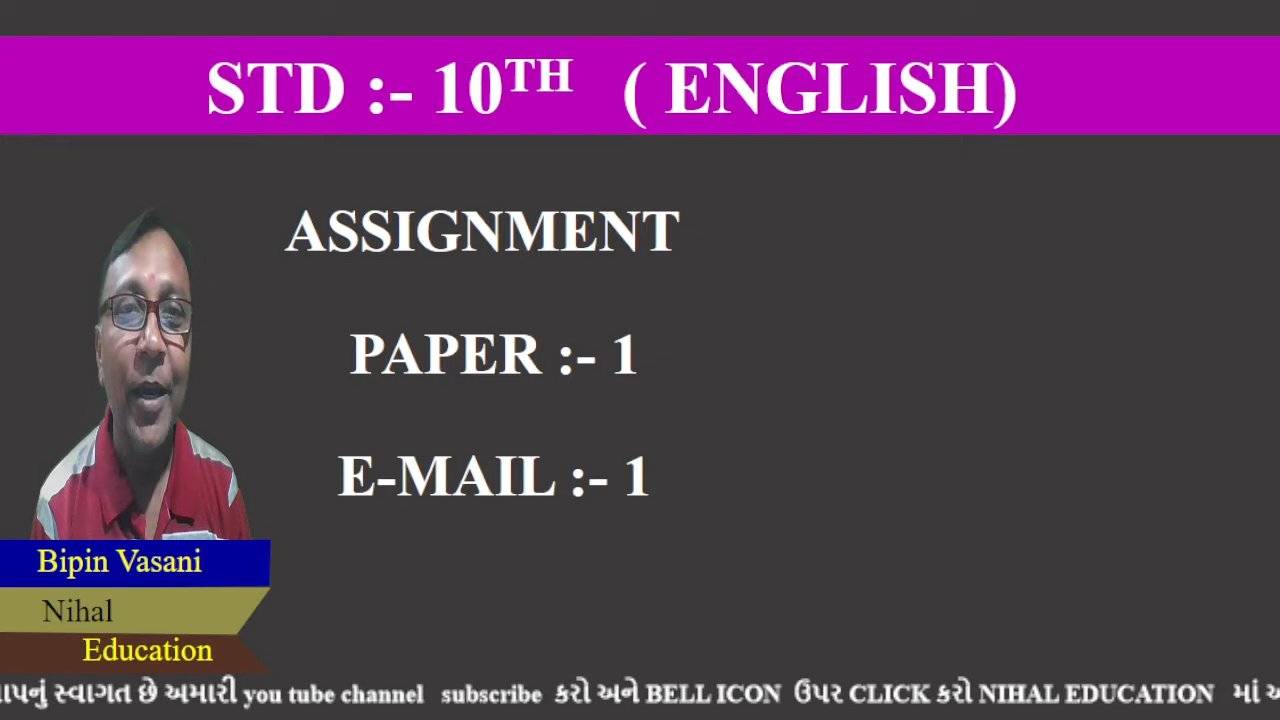 STD :- 10TH ( ENGLISH)
ASSIGNMENT
PAPER :- 1
E-MAIL :- 1
Bipin Vasani
Nihal
Education
સ્વાગત છે અમારી you tube channel subscribe કરો અને BELL ICON ઉપર CLICK કરો NIHAL EDUCATION માં